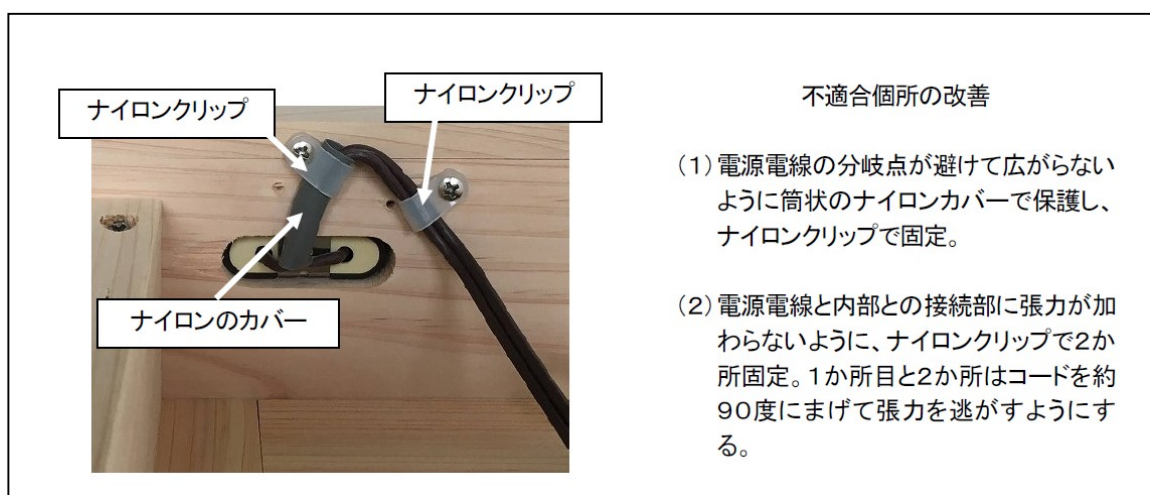 ナイロンクリップ
ナイロンクリップ
ナイロンのカバー
不適合個所の改善
(1)電源電線の分岐点が避けて広がらない
ように筒状のナイロンカバーで保護し、
ナイロンクリップで固定。
(2)電源電線と内部との接続部に張力が加
わらないように、ナイロンクリップで2か
所固定。1か所目と2か所はコードを約
90度にまげて張力を逃がすようにす
る。